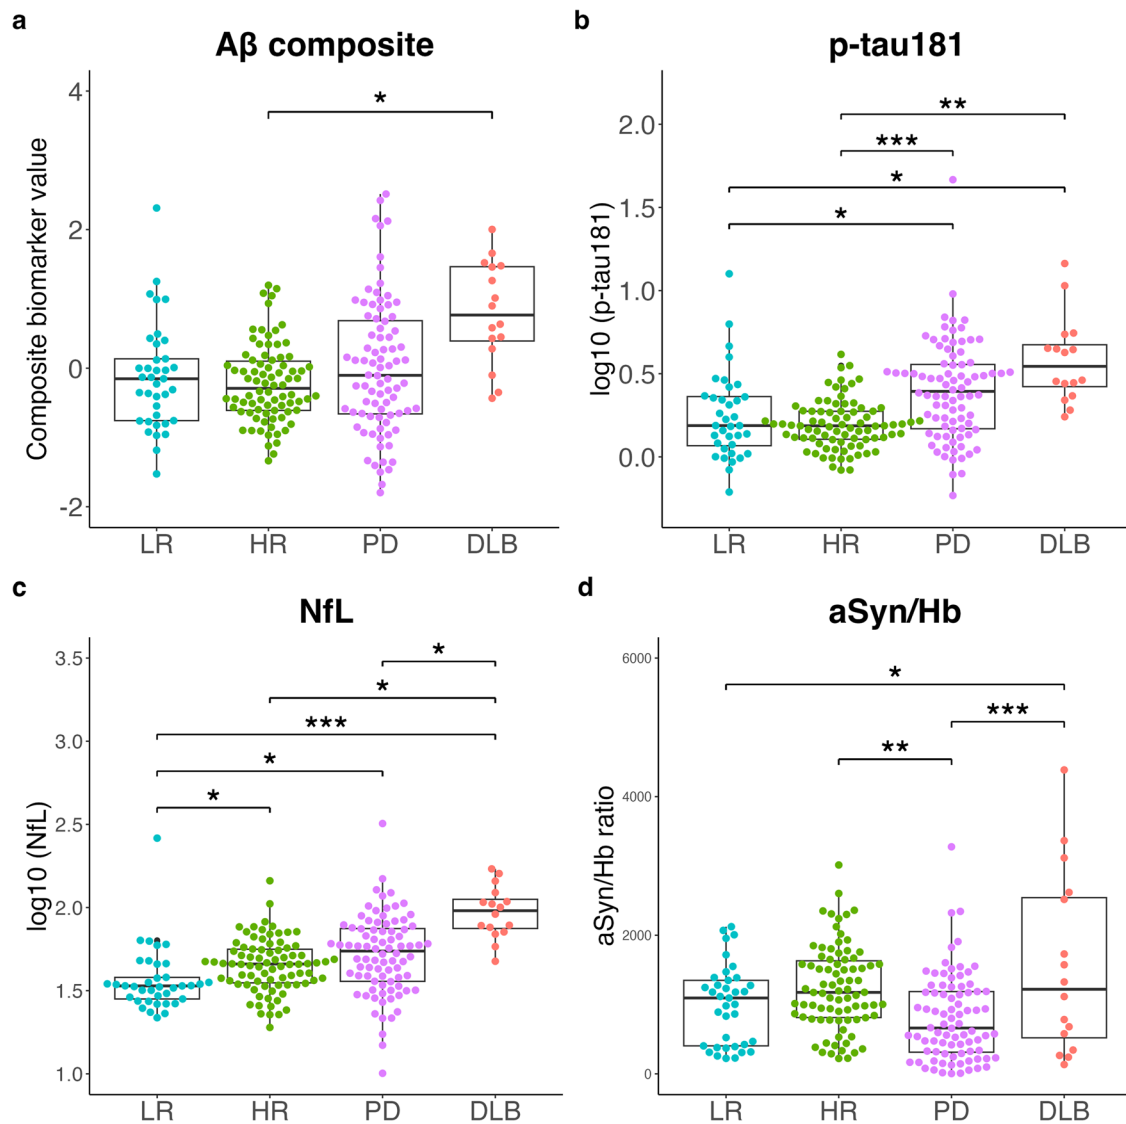 a
Aβ composite
Composite biomarker value
4
2
0
-2
*
LR HR PD DLB
b
p-tau181
log10 (p-tau181)
2.0
1.5
1.0
0.5
0.0
**
***
*
*
LR HR PD DLB
c
NfL
log10 (NfL)
3.5
3.0
2.5
2.0
1.5
1.0
*
*
***
*
*
LR HR PD DLB
d
aSyn/Hb
aSyn/Hb ratio
6000
4000
2000
0
*
***
**
LR HR PD DLB